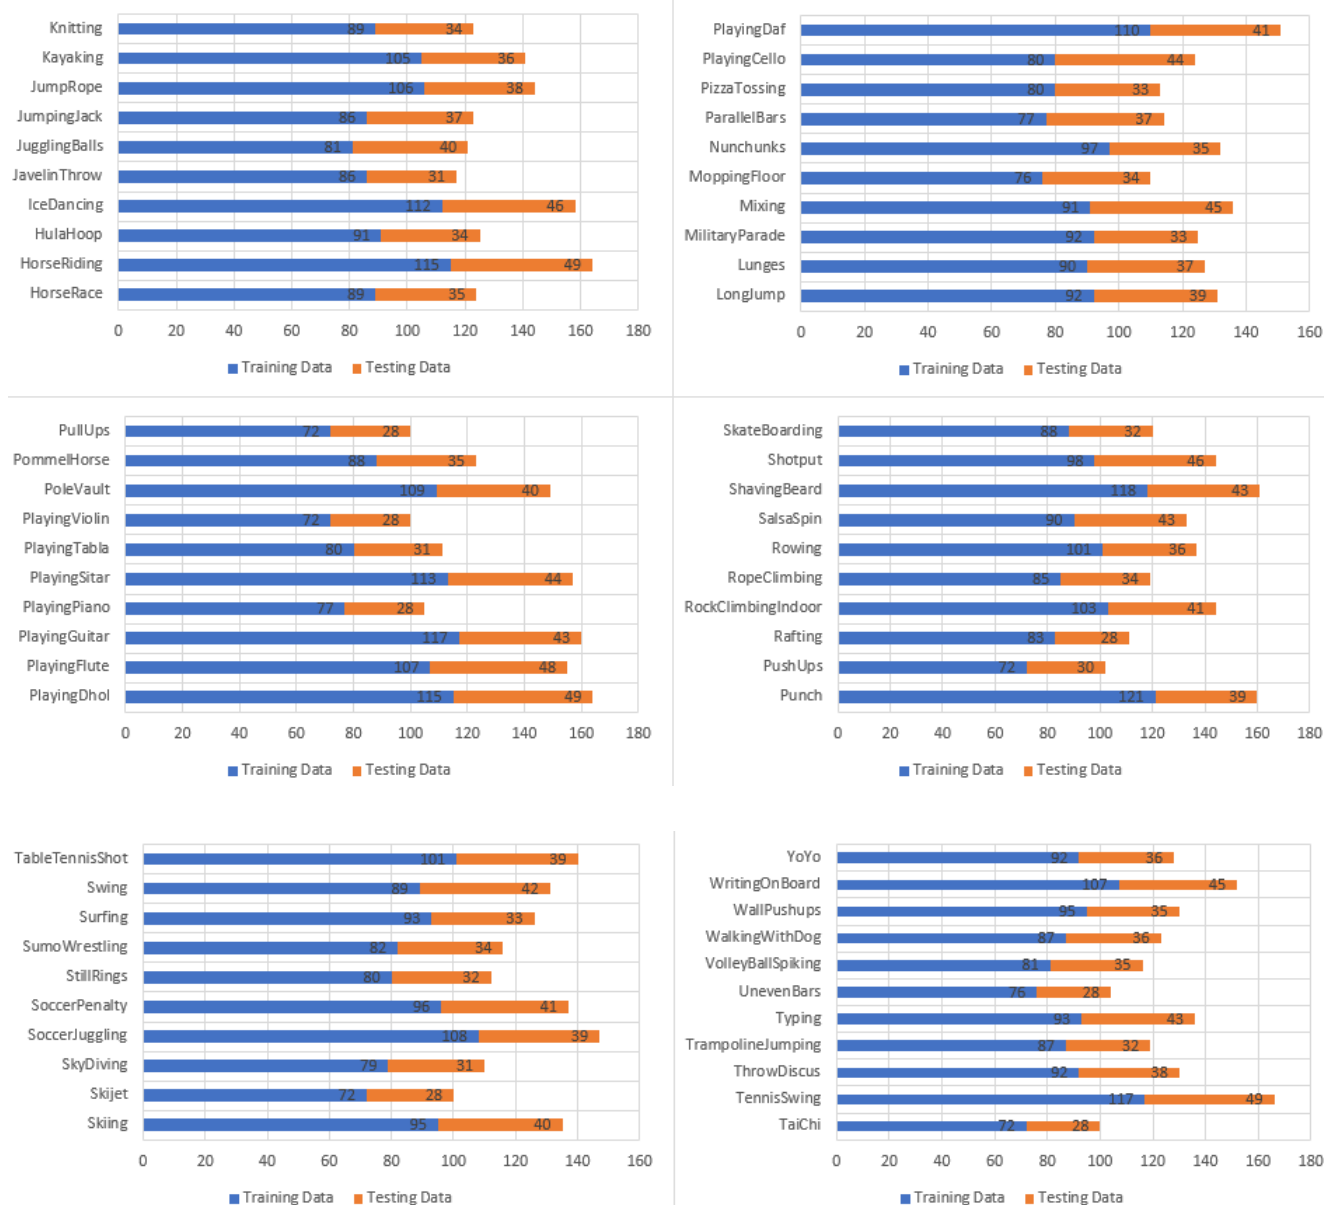 Knitting 89 34
Kayaking 105 36
JumpRope 106 38
JumpingJack 86 37
JugglingBalls 81 40
JavelinThrow 86 31
IceDancing 112 46
HulaHoop 91 34
HorseRiding 115 49
HorseRace 89 35
0 20 40 60 80 100 120 140 160 180
Training Data Testing Data
PlayingDaf 110 41
PlayingCello 80 44
PizzaTossing 80 33
ParallelBars 77 37
Nunchunks 97 35
MoppingFloor 76 34
Mixing 91 45
MilitaryParade 92 33
Lunges 90 37
LongJump 92 39
0 20 40 60 80 100 120 140 160
Training Data Testing Data
PullUps 72 28
PommelHorse 88 35
PoleVault 109 40
PlayingViolin 72 28
PlayingTabla 80 31
PlayingSitar 113 44
PlayingPiano 77 28
PlayingGuitar 117 43
PlayingFlute 107 48
PlayingDhol 115 49
0 20 40 60 80 100 120 140 160 180
Training Data Testing Data
SkateBoarding 88 32
Shotput 98 46
ShavingBeard 118 43
SalsaSpin 90 43
Rowing 101 36
RopeClimbing 85 34
RockClimbingIndoor 103 41
Rafting 83 28
PushUps 72 30
Punch 121 39
0 20 40 60 80 100 120 140 160 180
Training Data Testing Data
TableTennisShot 101 39
Swing 89 42
Surfing 93 33
SumoWrestling 82 34
StillRings 80 32
SoccerPenalty 96 41
SoccerJuggling 108 39
SkyDiving 79 31
Skijet 72 28
Skiing 95 40
0 20 40 60 80 100 120 140 160
Training Data Testing Data
YoYo 92 36
WritingOnBoard 107 45
WallPushups 95 35
WalkingWithDog 87 36
VolleyBallSpiking 81 35
UnevenBars 76 28
Typing 93 43
TrampolineJumping 87 32
ThrowDiscus 92 38
TennisSwing 117 49
TaiChi 72 28
0 20 40 60 80 100 120 140 160 180
Training Data Testing Data